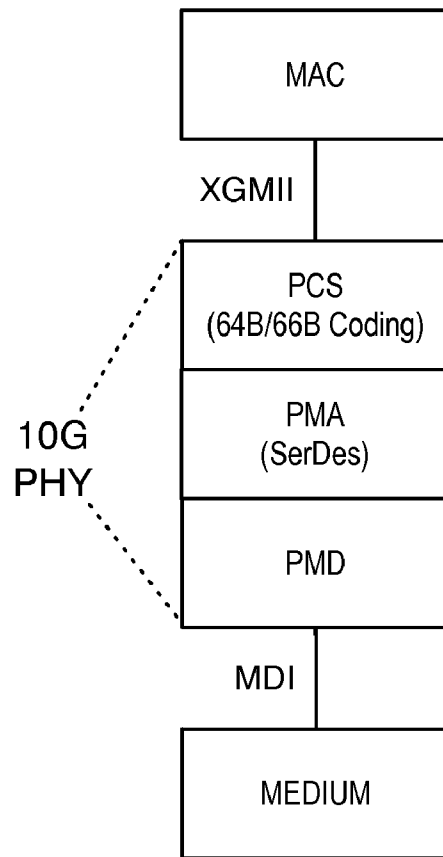 MAC
XGMII
PCS
(64B/66B Coding)
PMA
(SerDes)
10G
PHY
PMD
MDI
MEDIUM